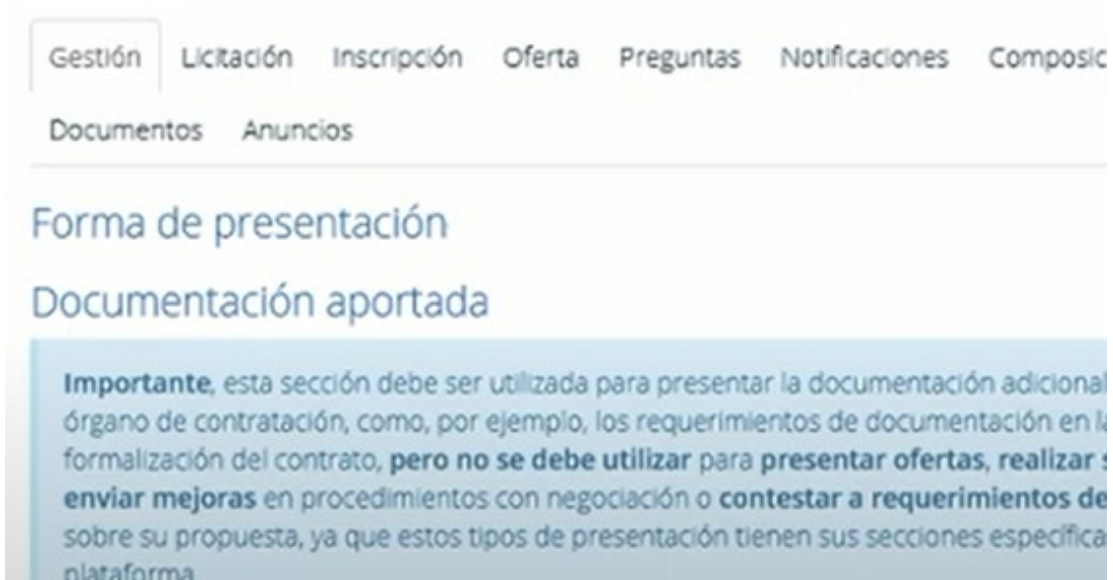 Gestión Licitación Inscripción Oferta Preguntas Notificaciones Composic
Documentos Anuncios
Forma de presentación
Documentación aportada
Importante, esta sección debe ser utilizada para presentar la documentación adicional
órgano de contratación, como, por ejemplo, los requerimientos de documentación en la
formalización del contrato, pero no se debe utilizar para presentar ofertas, realizar s
enviar mejoras en procedimientos con negociación o contestar a requerimientos de
sobre su propuesta, ya que estos tipos de presentación tienen sus secciones específica
plataforma